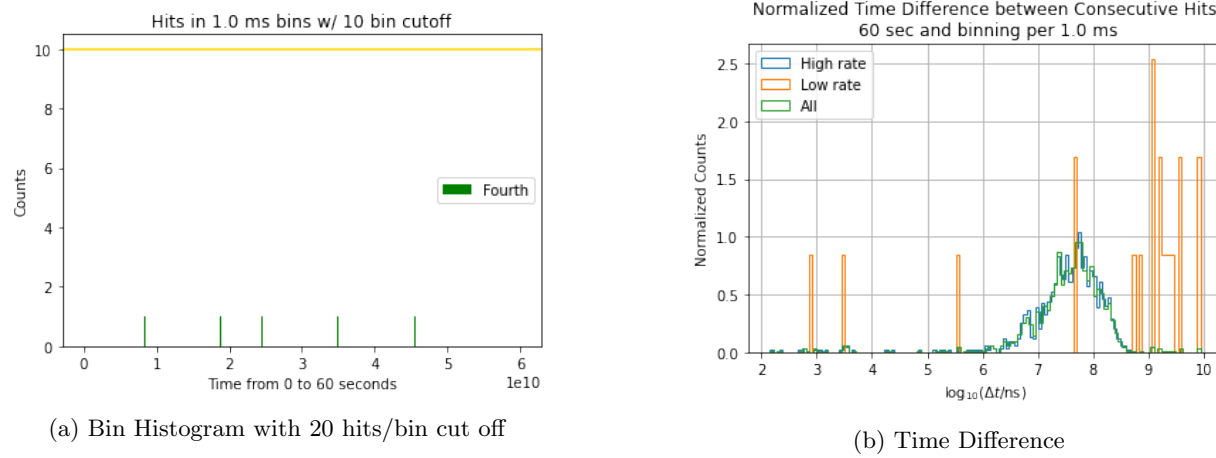 Hits in 1.0 ms bins w/ 10 bin cutoff
10
8
6
4
2
0
Counts
Fourth
0 1 2 3 4 5 6
1e10
Time from 0 to 60 seconds
(a) Bin Histogram with 20 hits/bin cut off
Normalized Time Difference between Consecutive Hits
60 sec and binning per 1.0 ms
2.5
2.0
1.5
1.0
0.5
0.0
Normalized Counts
High rate
Low rate
All
2 3 4 5 6 7 8 9 10
log₁₀(Δt/ns)
(b) Time Difference